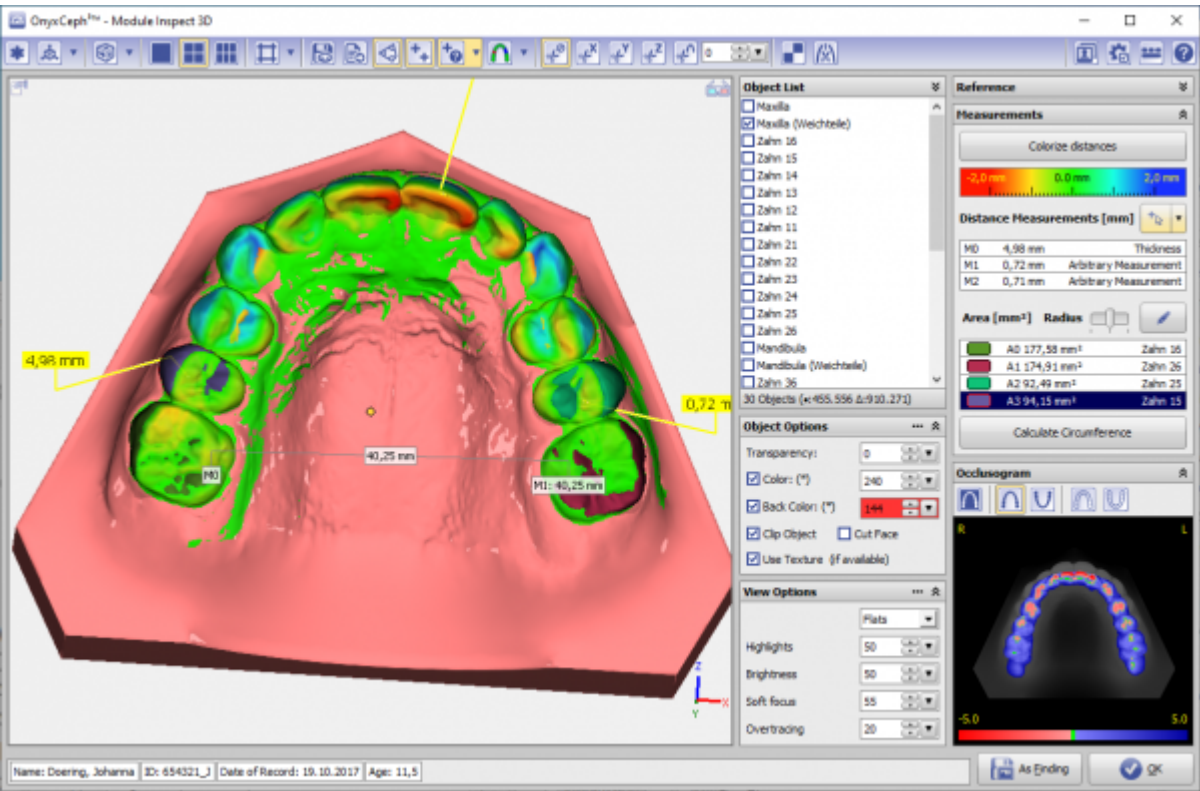 OnyxCeph³™ - Module Inspect 3D
0
4,98 mm
0,72 m
40,25 mm
M0
M1: 40,25 mm
Z
X
Y
Object List
Maxilla
Maxilla (Weichteile)
Zahn 16
Zahn 15
Zahn 14
Zahn 13
Zahn 12
Zahn 11
Zahn 21
Zahn 22
Zahn 23
Zahn 24
Zahn 25
Zahn 26
Mandibula
Mandibula (Weichteile)
Zahn 36
30 Objects (•:455.556 Δ:910.271)
Object Options
Transparency: 0
Color: (*) 240
Back Color: (*) 144
Clip Object Cut Face
Use Texture (if available)
View Options
Flats
Highlights 50
Brightness 50
Soft focus 55
Overtracing 20
Reference
Measurements
Colorize distances
-2,0 mm 0.0 mm 2,0 mm
Distance Measurements [mm]
M0 4,98 mm Thickness
M1 0,72 mm Arbitrary Measurement
M2 0,71 mm Arbitrary Measurement
Area [mm²] Radius
A0 177,58 mm² Zahn 16
A1 174,91 mm² Zahn 26
A2 92,49 mm² Zahn 25
A3 94,15 mm² Zahn 15
Calculate Circumference
Occlusogram
R L
-5.0 5.0
Name: Doering, Johanna ID: 654321_J Date of Record: 19.10.2017 Age: 11,5
As Finding
OK